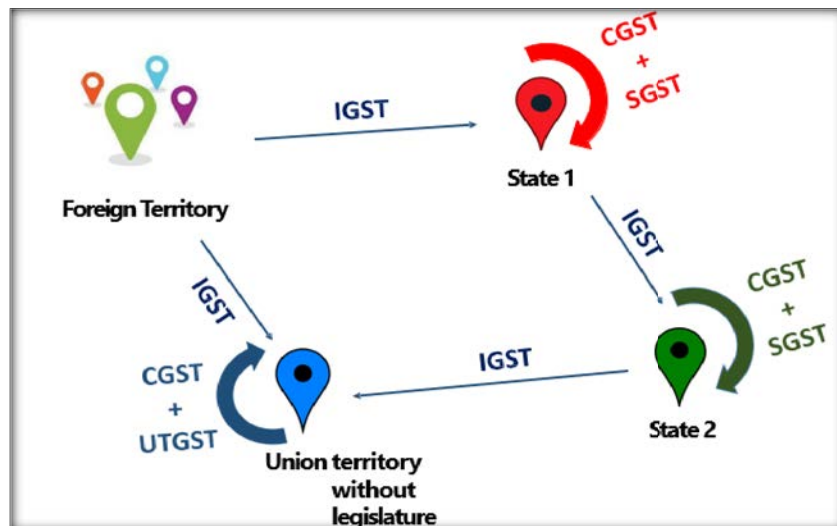 CGST
+
SGST
IGST
State 1
Foreign Territory
IGST
IGST
CGST
+
SGST
CGST
+
UTGST
IGST
State 2
Union territory
without
legislature